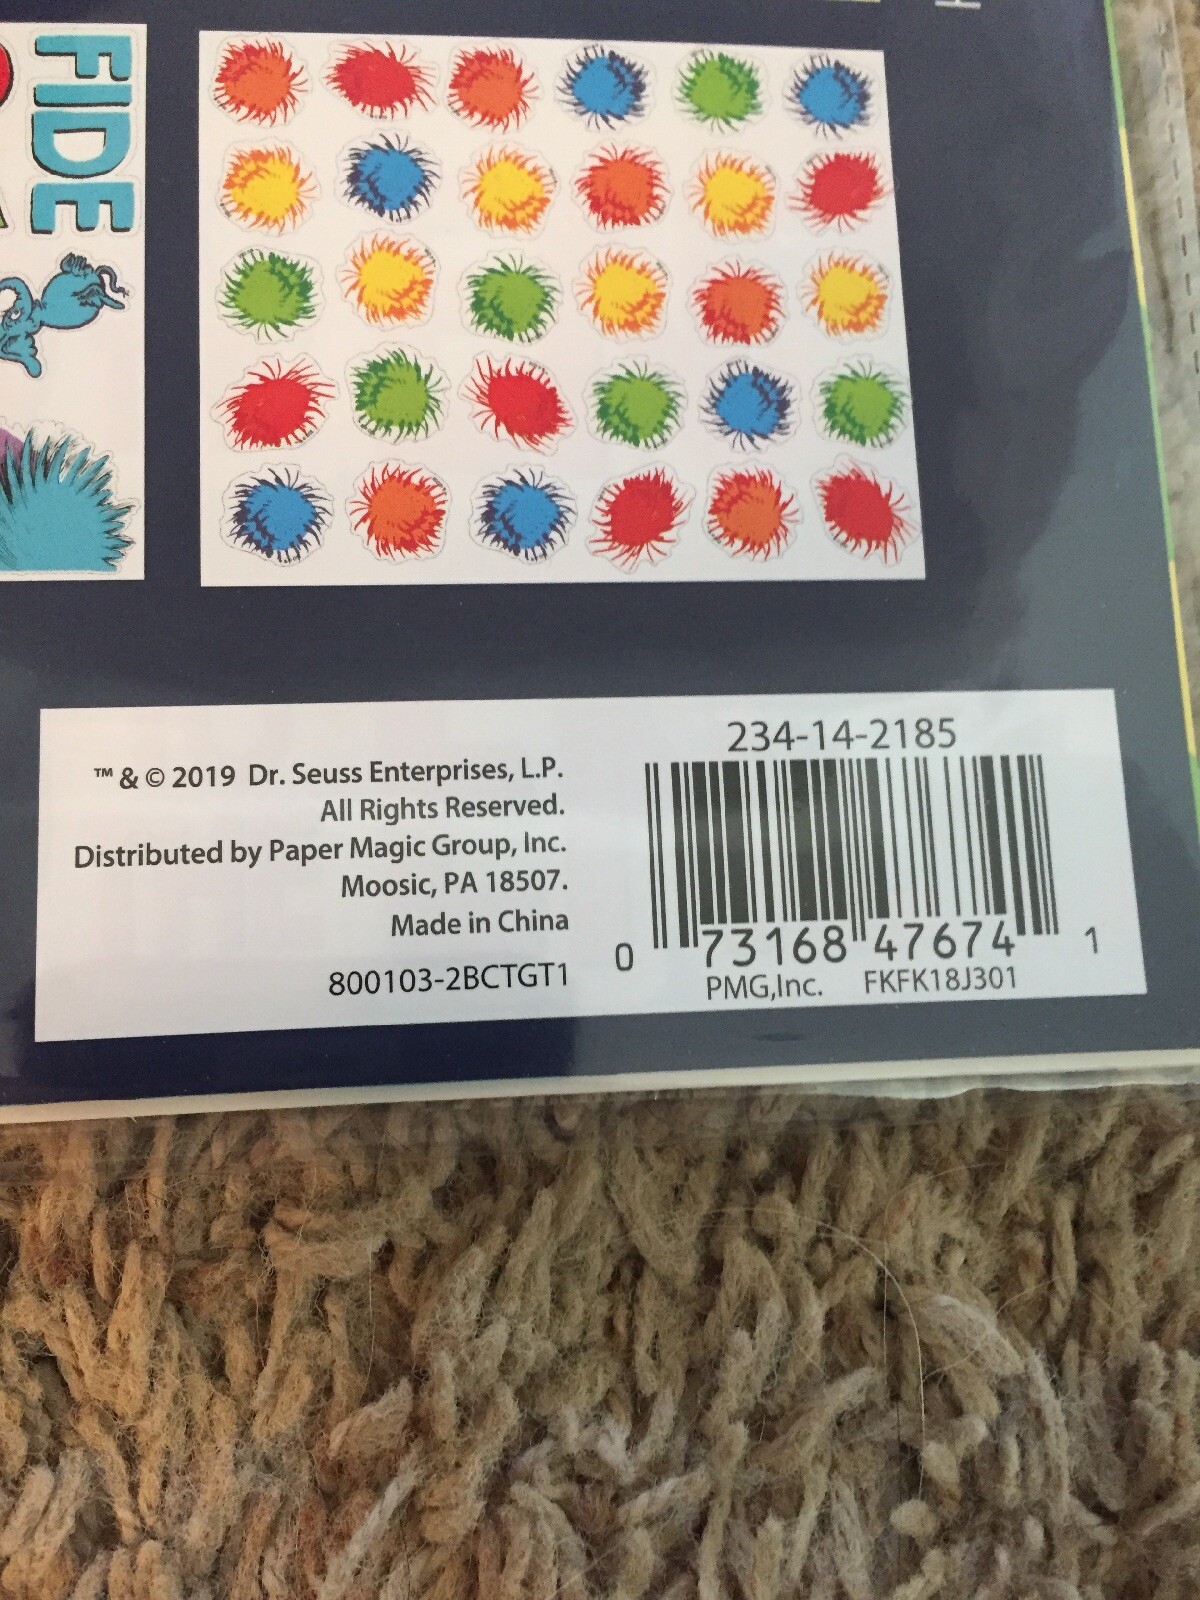 FIDE
H
™ & © 2019 Dr. Seuss Enterprises, L.P.
All Rights Reserved.
Distributed by Paper Magic Group, Inc.
Moosic, PA 18507.
Made in China
800103-2BCTGT1
234-14-2185
0 73168 47674 1
PMG,Inc. FKFK18J301